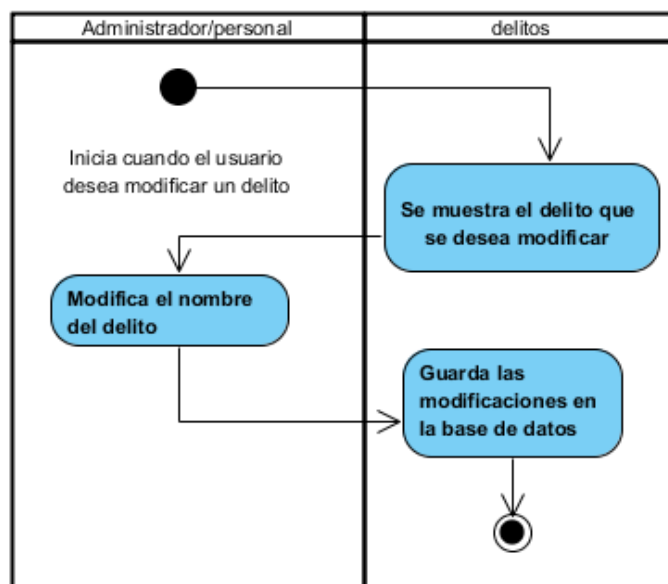 Administrador/personal
delitos
Inicia cuando el usuario
desea modificar un delito
Se muestra el delito que
se desea modificar
Modifica el nombre
del delito
Guarda las
modificaciones en
la base de datos